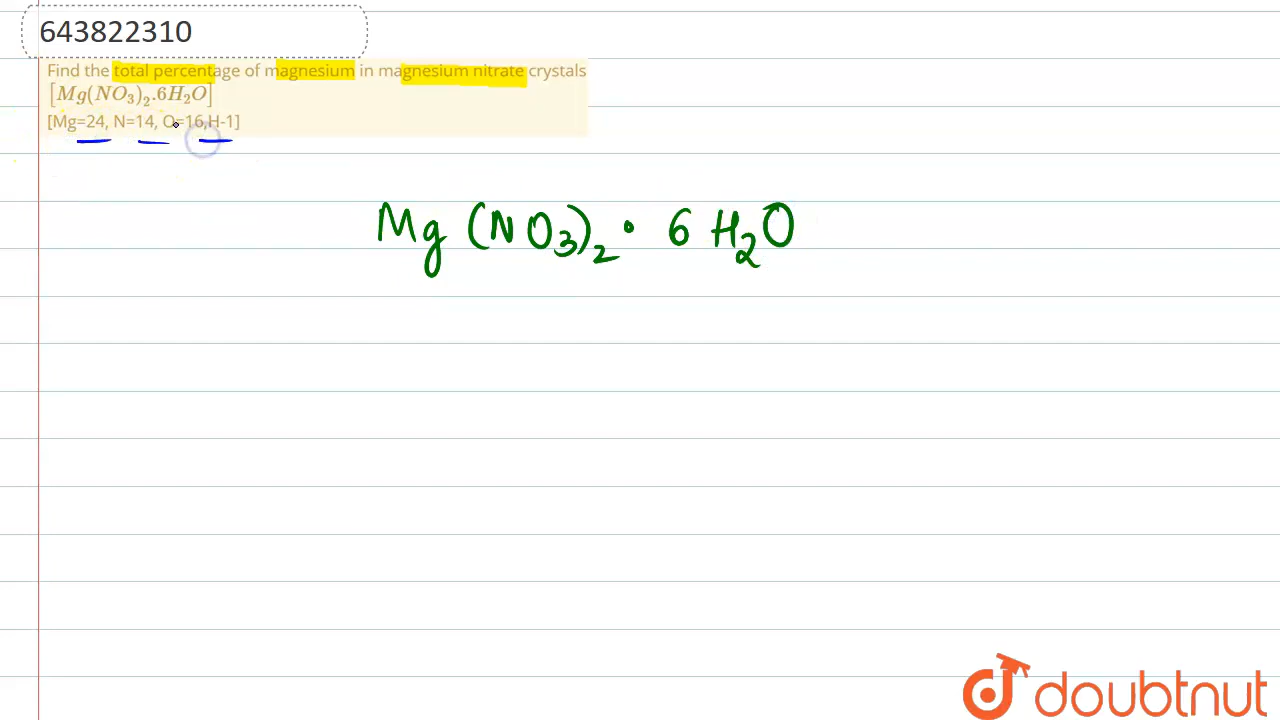 643822310
Find the total percentage of magnesium in magnesium nitrate crystals
[Mg(NO₃)₂.6H₂O]
[Mg=24, N=14, O=16,H-1]
Mg (NO₃)₂ • 6 H₂O
doubtnut